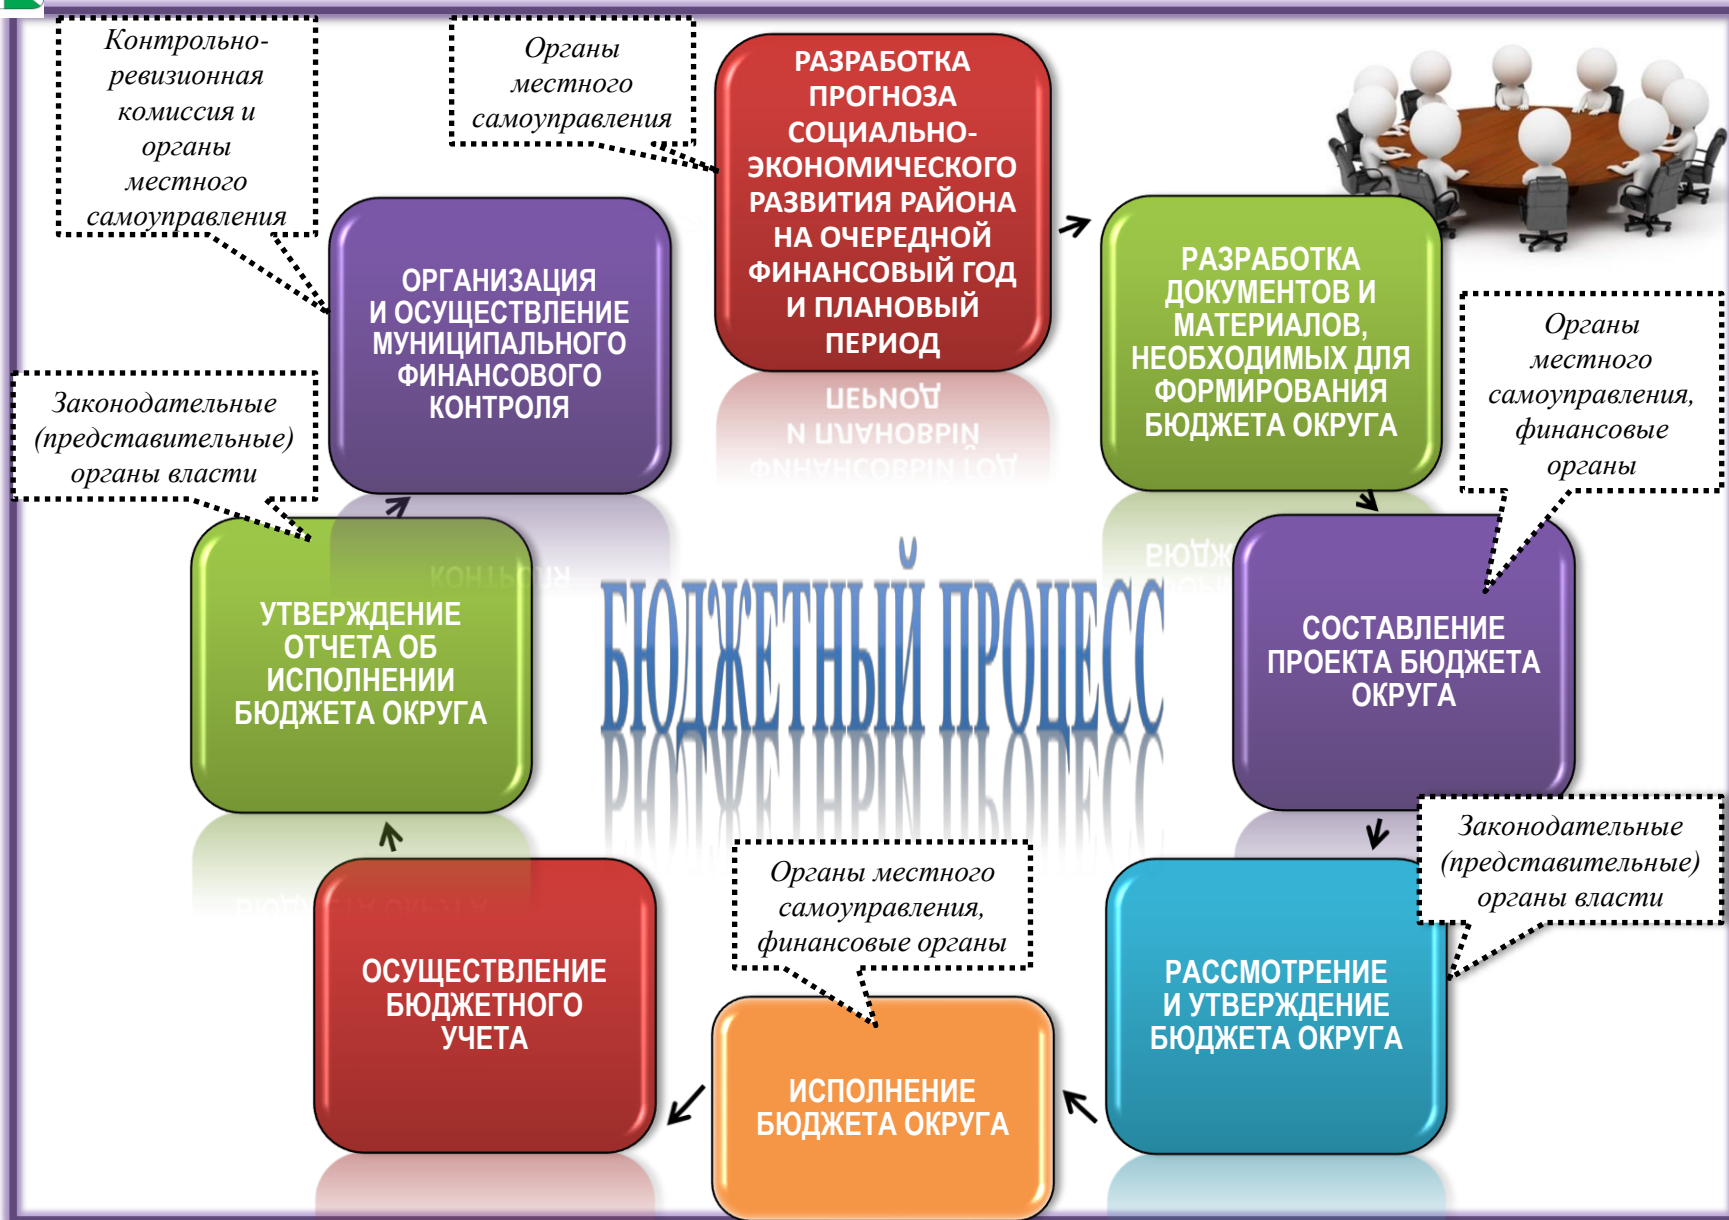 Контрольно-
ревизионная
комиссия и
органы
местного
самоуправления
Органы
местного
самоуправления
РАЗРАБОТКА
ПРОГНОЗА
СОЦИАЛЬНО-
ЭКОНОМИЧЕСКОГО
РАЗВИТИЯ РАЙОНА
НА ОЧЕРЕДНОЙ
ФИНАНСОВЫЙ ГОД
И ПЛАНОВЫЙ
ПЕРИОД
РАЗРАБОТКА
ДОКУМЕНТОВ И
МАТЕРИАЛОВ,
НЕОБХОДИМЫХ ДЛЯ
ФОРМИРОВАНИЯ
БЮДЖЕТА ОКРУГА
Органы
местного
самоуправления,
финансовые
органы
СОСТАВЛЕНИЕ
ПРОЕКТА БЮДЖЕТА
ОКРУГА
Законодательные
(представительные)
органы власти
РАССМОТРЕНИЕ
И УТВЕРЖДЕНИЕ
БЮДЖЕТА ОКРУГА
Органы местного
самоуправления,
финансовые органы
ИСПОЛНЕНИЕ
БЮДЖЕТА ОКРУГА
ОСУЩЕСТВЛЕНИЕ
БЮДЖЕТНОГО
УЧЕТА
Законодательные
(представительные)
органы власти
УТВЕРЖДЕНИЕ
ОТЧЕТА ОБ
ИСПОЛНЕНИИ
БЮДЖЕТА ОКРУГА
ОРГАНИЗАЦИЯ
И ОСУЩЕСТВЛЕНИЕ
МУНИЦИПАЛЬНОГО
ФИНАНСОВОГО
КОНТРОЛЯ
БЮДЖЕТНЫЙ ПРОЦЕСС